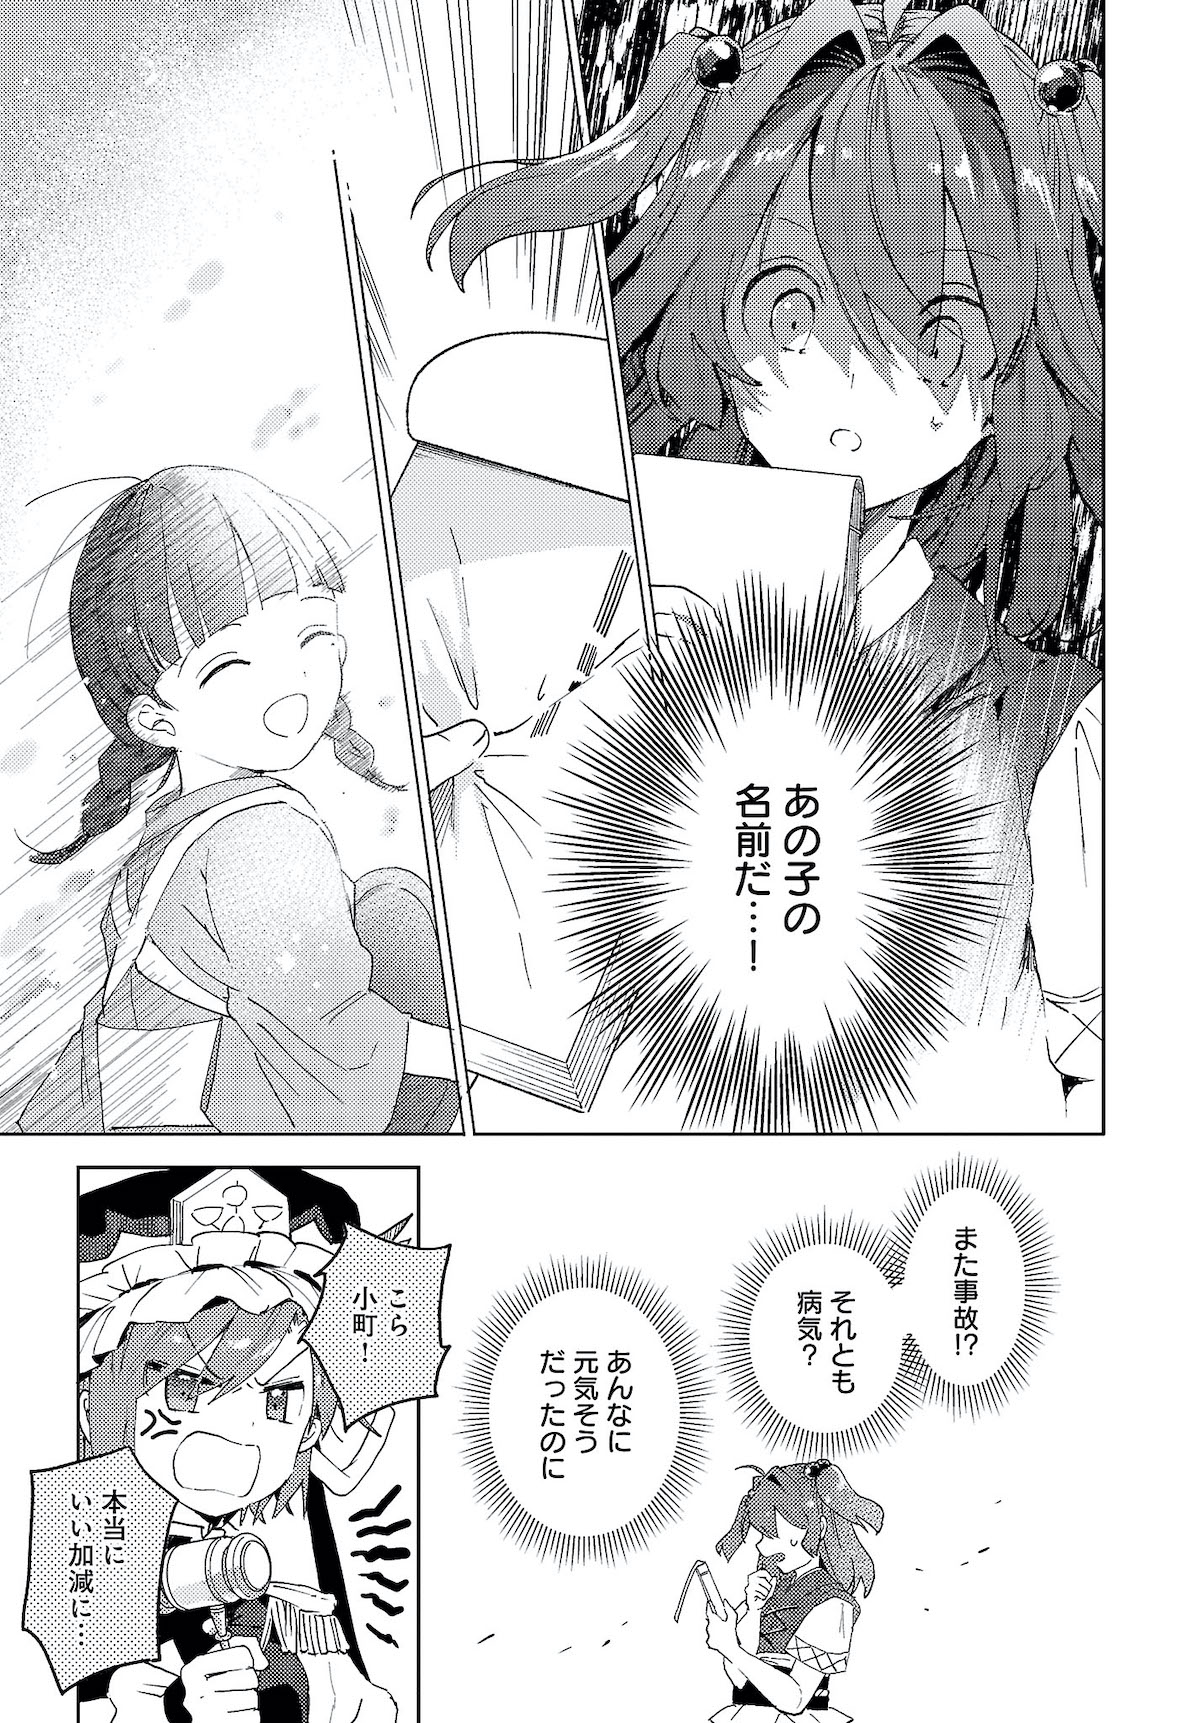 あの子の
名前だ……!
また事故!?
それとも
病気?
あんなに
元気そう
だったのに
こら
小町!
本当に
いい加減に…